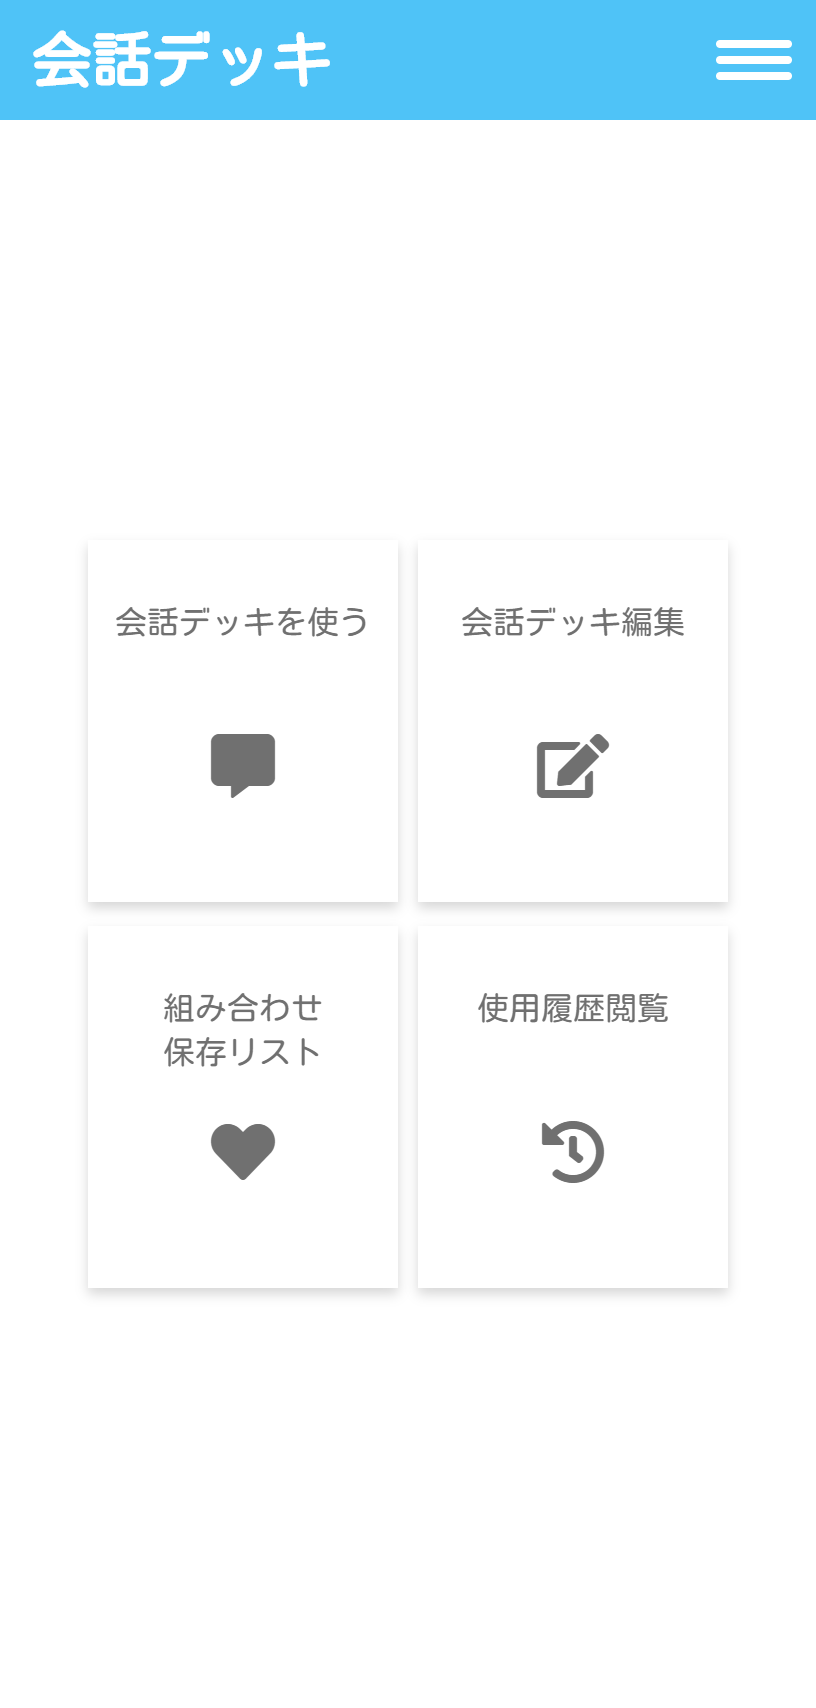 会話デッキ
会話デッキを使う
会話デッキ編集
組み合わせ
保存リスト
使用履歴閲覧